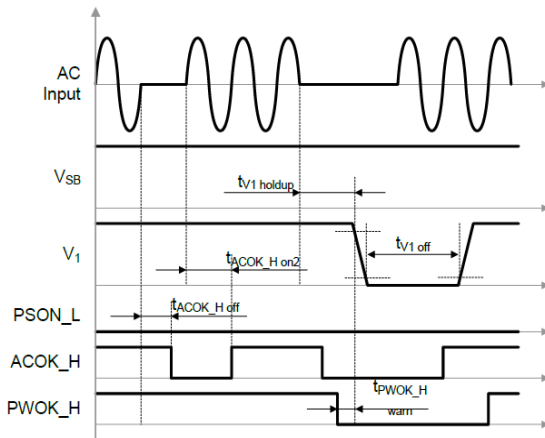 AC
Input
VSB
tV1 holdup
V1
tV1 off
tACOK_H on2
tACOK_H off
PSON_L
ACOK_H
tPWOK_H
warn
PWOK_H